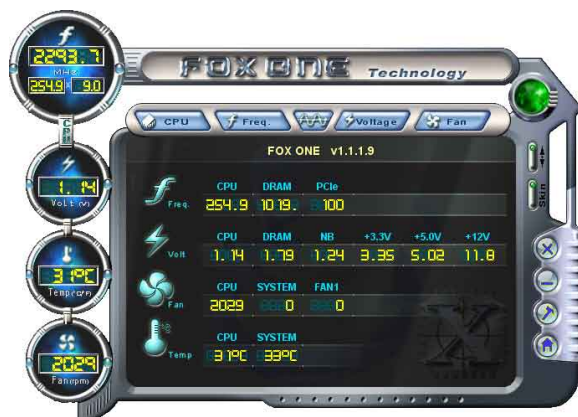 2293.7
MHZ
254.9 9.0
CPU
1.14
Volt(v)
31°C
Temp(c/f)
2029
Fan(rpm)
FOX ONE Technology
CPU Freq. Voltage Fan
FOX ONE v1.1.1.9
CPU DRAM PCIe
Freq. 254.9 1019. 100
CPU DRAM NB +3.3V +5.0V +12V
Volt 1.14 1.79 1.24 3.35 5.02 11.8
CPU SYSTEM FAN1
Fan 2029 0 0
CPU SYSTEM
Temp 31°C 33°C
Skin